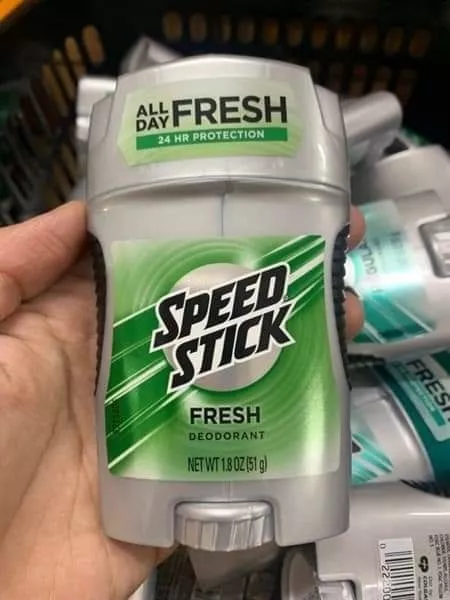 ALL
DAY FRESH
24 HR PROTECTION
SPEED
STICK
FRESH
DEODORANT
NET WT 1.8 OZ (51 g)
FRESH